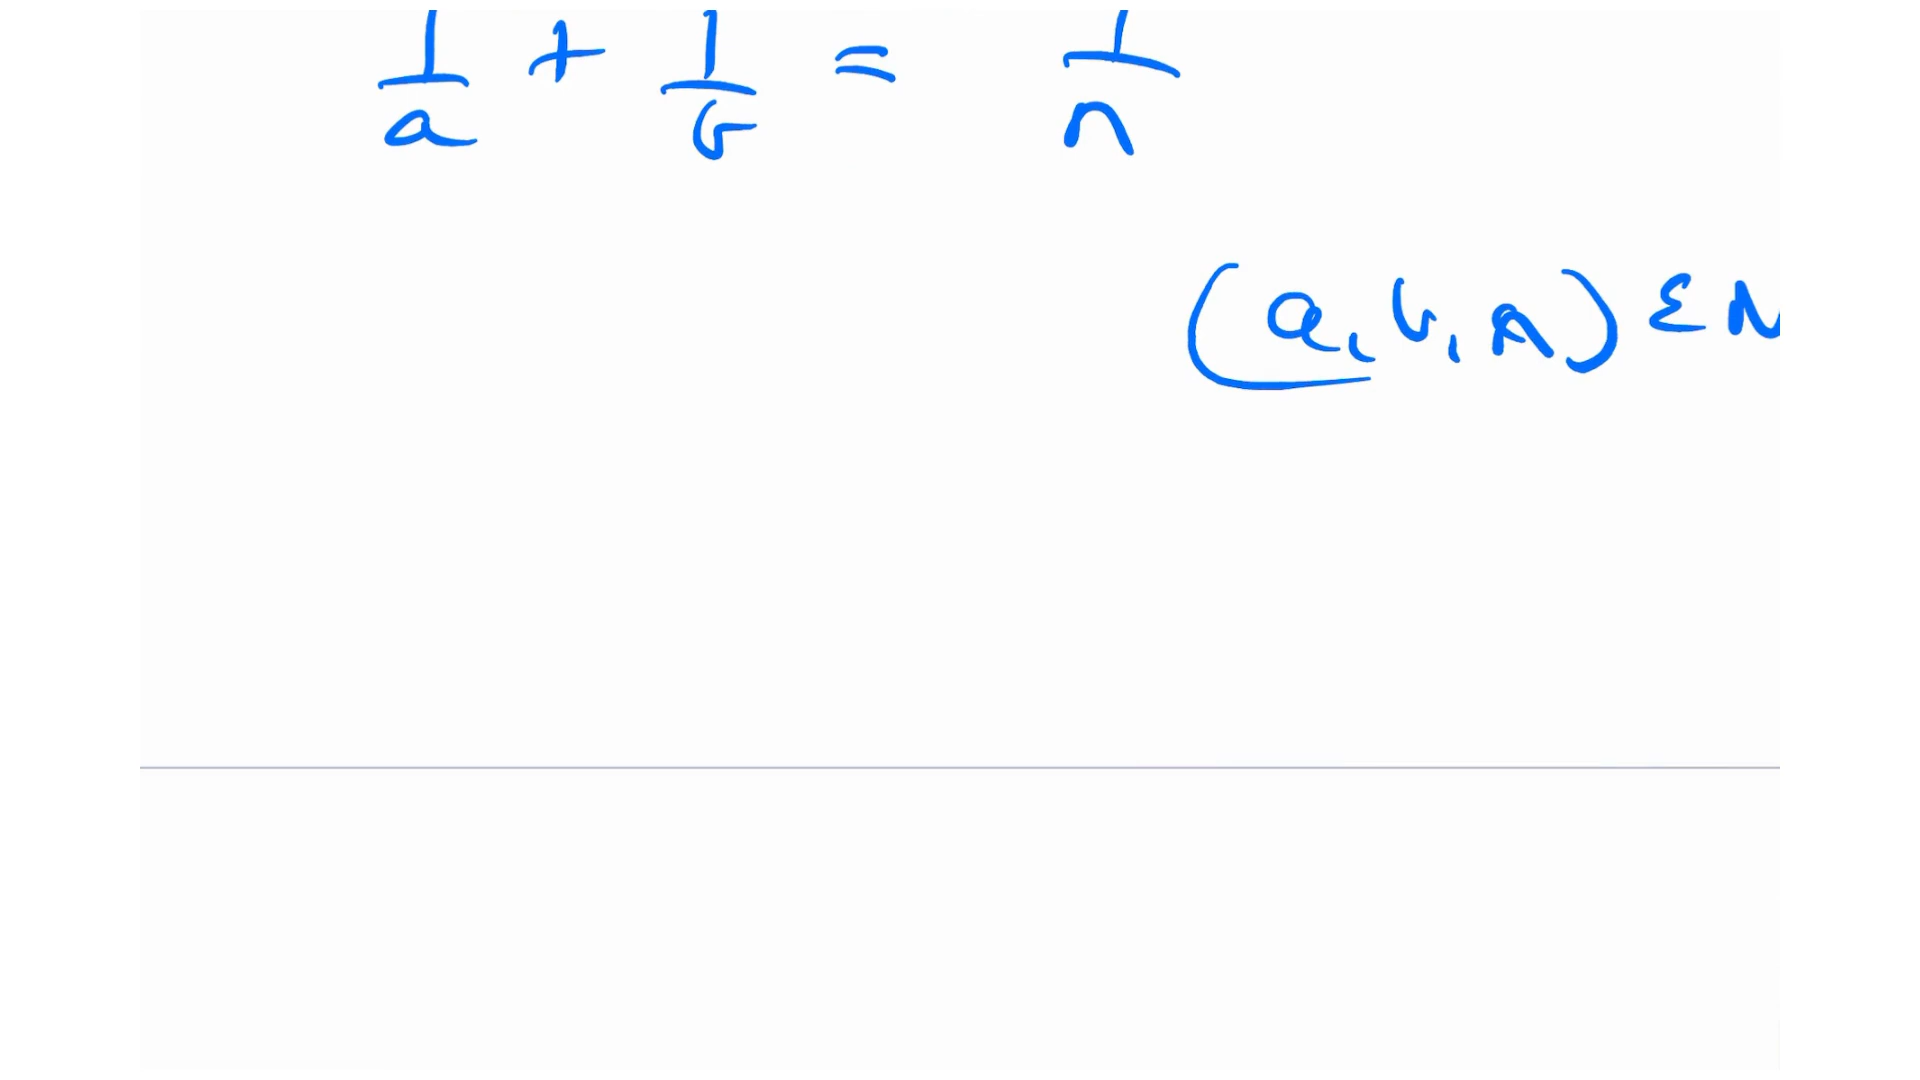 1/a + 1/b = 1/n
(a, b, n) ∈ N